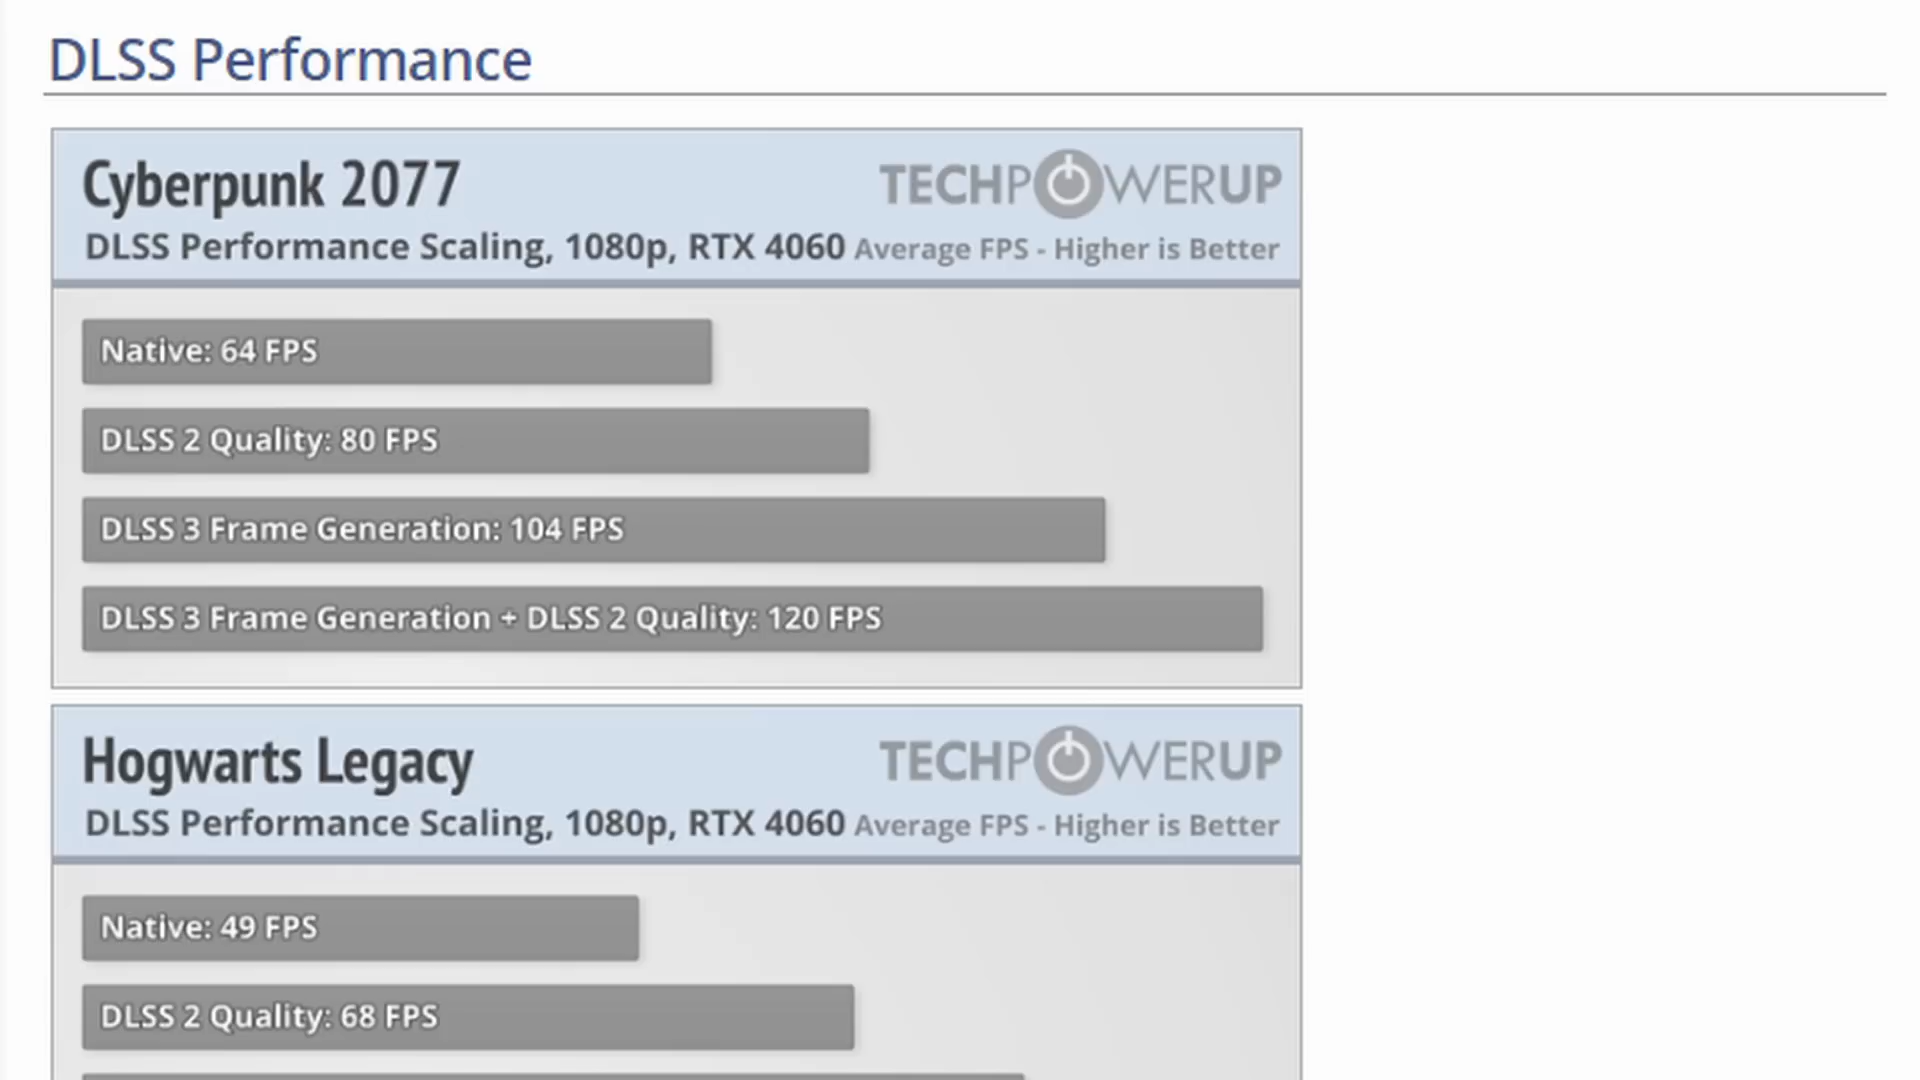 DLSS Performance
Cyberpunk 2077
TECHPOWERUP
DLSS Performance Scaling, 1080p, RTX 4060 Average FPS - Higher is Better
Native: 64 FPS
DLSS 2 Quality: 80 FPS
DLSS 3 Frame Generation: 104 FPS
DLSS 3 Frame Generation + DLSS 2 Quality: 120 FPS
Hogwarts Legacy
TECHPOWERUP
DLSS Performance Scaling, 1080p, RTX 4060 Average FPS - Higher is Better
Native: 49 FPS
DLSS 2 Quality: 68 FPS